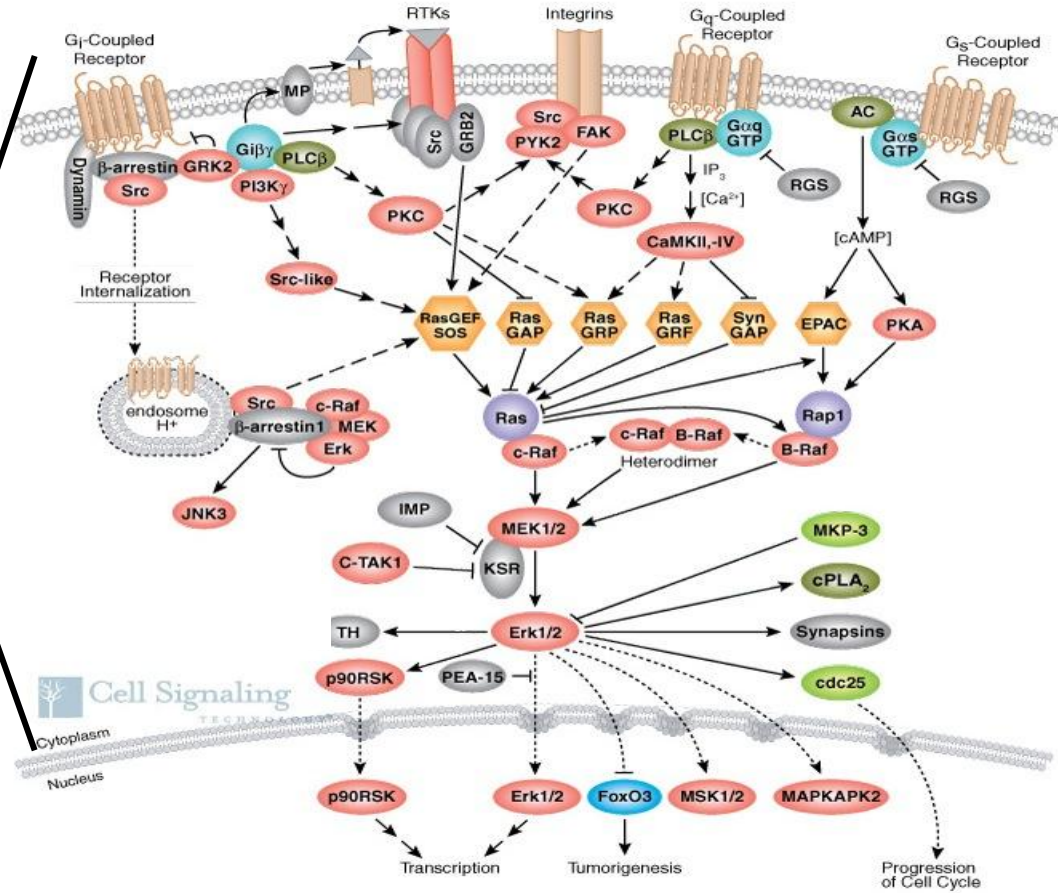 RTKs
Integrins
Gq-Coupled
Receptor
Gi-Coupled
Receptor
Gs-Coupled
Receptor
MP
AC
Src
GRB2
Src
PYK2
FAK
PLCβ
Gαq
GTP
Gαs
GTP
Dynamin
β-arrestin
GRK2
Giβγ
PLCβ
Src
PI3Kγ
IP3
RGS
RGS
[Ca2+]
PKC
PKC
CaMKII,-IV
[cAMP]
Receptor
Internalization
Src-like
RasGEF
SOS
Ras
GAP
Ras
GRP
Ras
GRF
Syn
GAP
EPAC
PKA
endosome
H+
Src
c-Raf
β-arrestin1
MEK
Erk
Ras
Rap1
c-Raf
c-Raf
B-Raf
B-Raf
Heterodimer
JNK3
IMP
MEK1/2
MKP-3
C-TAK1
KSR
cPLA2
TH
Erk1/2
Synapsins
p90RSK
PEA-15
cdc25
Cell Signaling
TECHNOLOGY
Cytoplasm
Nucleus
p90RSK
Erk1/2
FoxO3
MSK1/2
MAPKAPK2
Transcription
Tumorigenesis
Progression
of Cell Cycle